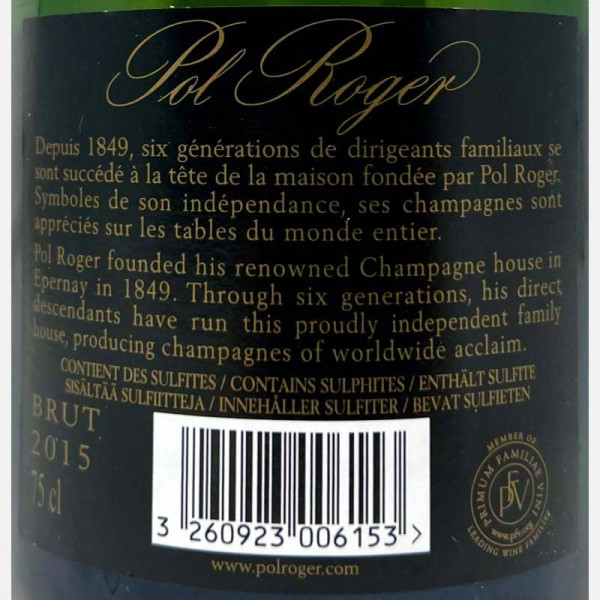 Pol Roger
Depuis 1849, six générations de dirigeants familiaux se
sont succédé à la tête de la maison fondée par Pol Roger.
Symboles de son indépendance, ses champagnes sont
appréciés sur les tables du monde entier.
Pol Roger founded his renowned Champagne house in
Epernay in 1849. Through six generations, his direct
descendants have run this proudly independent family
house, producing champagnes of worldwide acclaim.
CONTIENT DES SULFITES / CONTAINS SULPHITES / ENTHÄLT SULFITE
SISÄLTÄÄ SULFIITTEJA / INNEHÅLLER SULFITER / BEVAT SULFIETEN
BRUT
2015
75 cl
3 260923 006153 >
www.polroger.com
MEMBER OF
PRIMUM FAMILIAE VINI
PFV
www.pfv.org
LEADING WINE FAMILIES